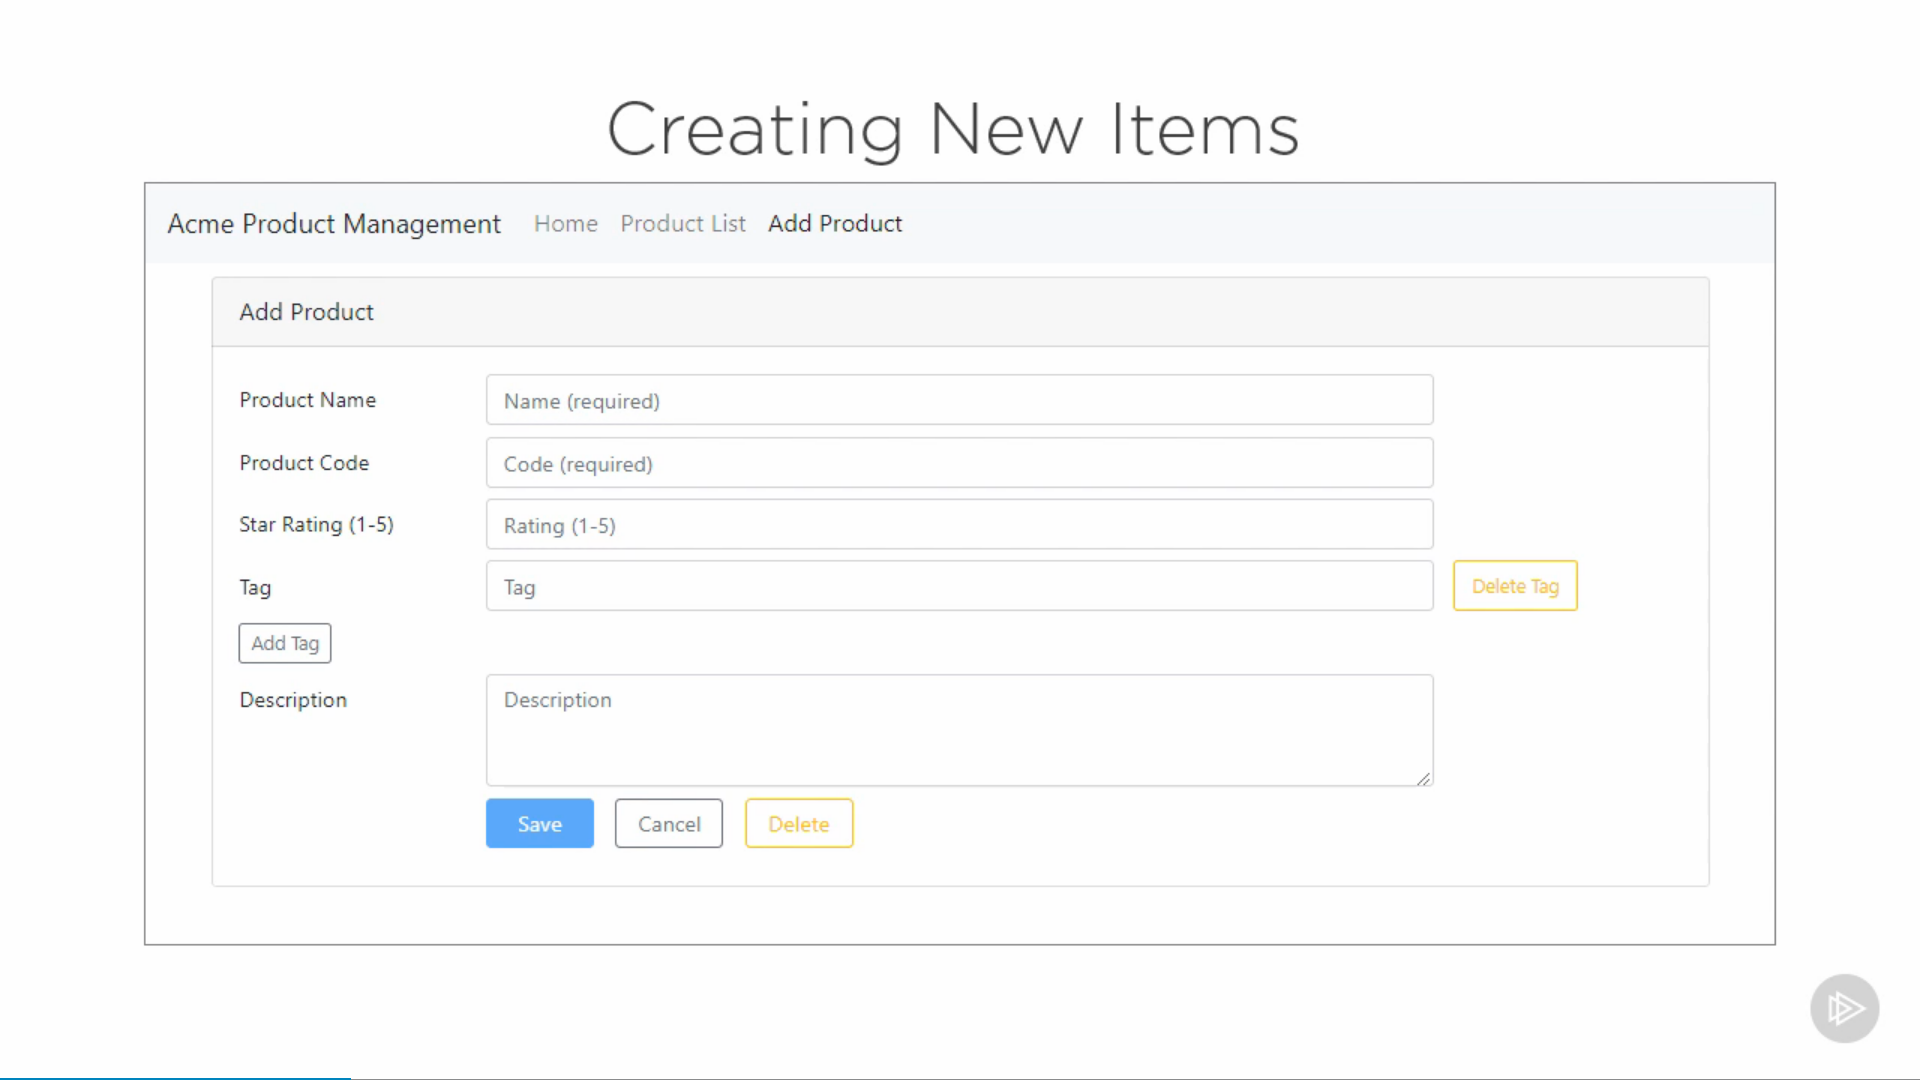 Creating New Items
Acme Product Management Home Product List Add Product
Add Product
Product Name Name (required)
Product Code Code (required)
Star Rating (1-5) Rating (1-5)
Tag Tag Delete Tag
Add Tag
Description Description
Save Cancel Delete